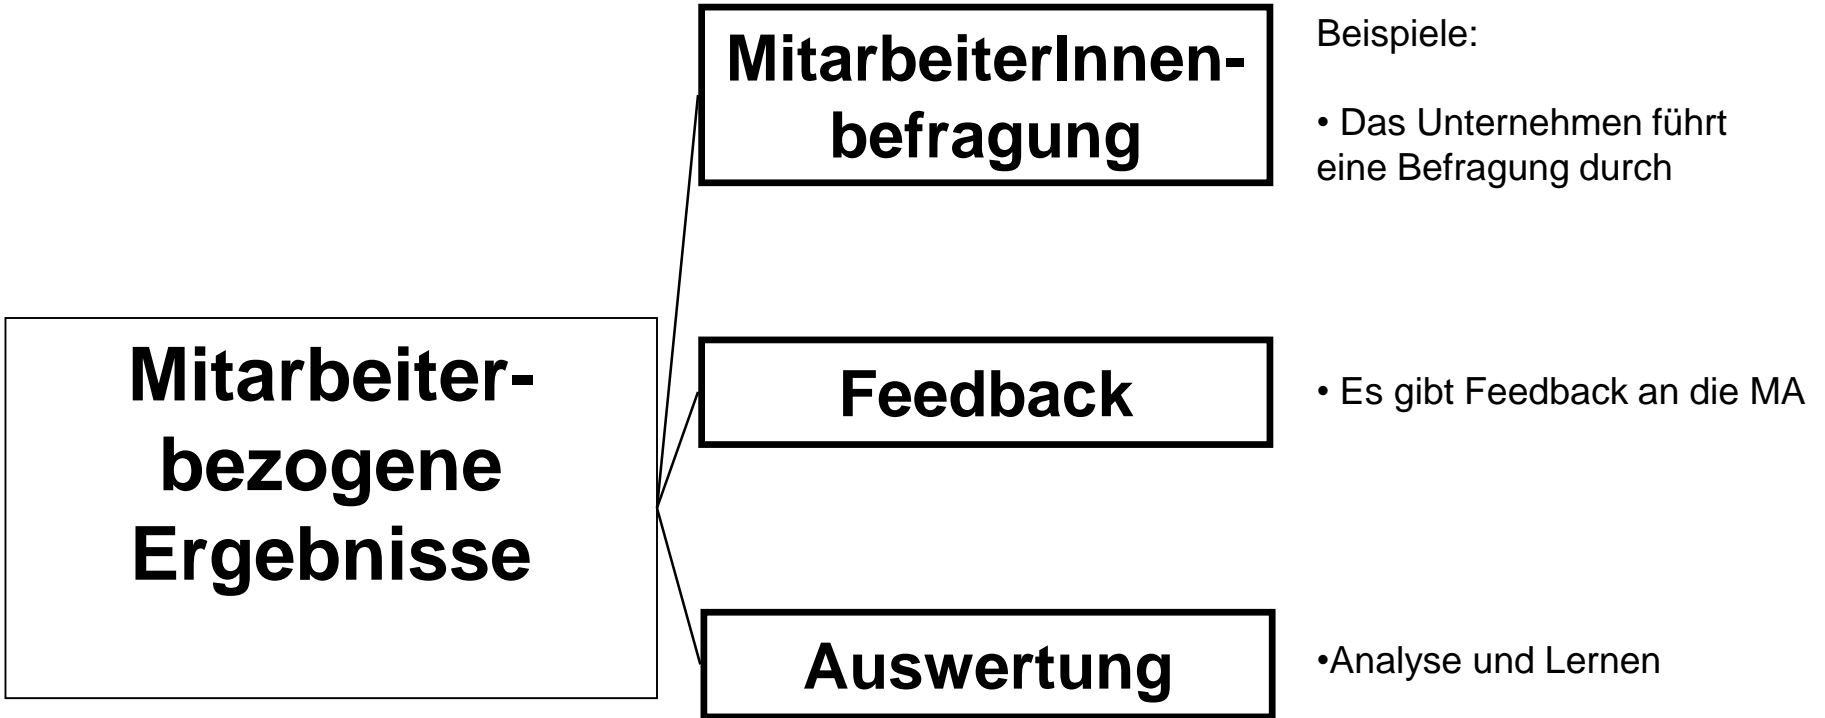 MitarbeiterInnen-
befragung
Beispiele:
• Das Unternehmen führt
eine Befragung durch
Mitarbeiter-
bezogene
Ergebnisse
Feedback
• Es gibt Feedback an die MA
Auswertung
•Analyse und Lernen